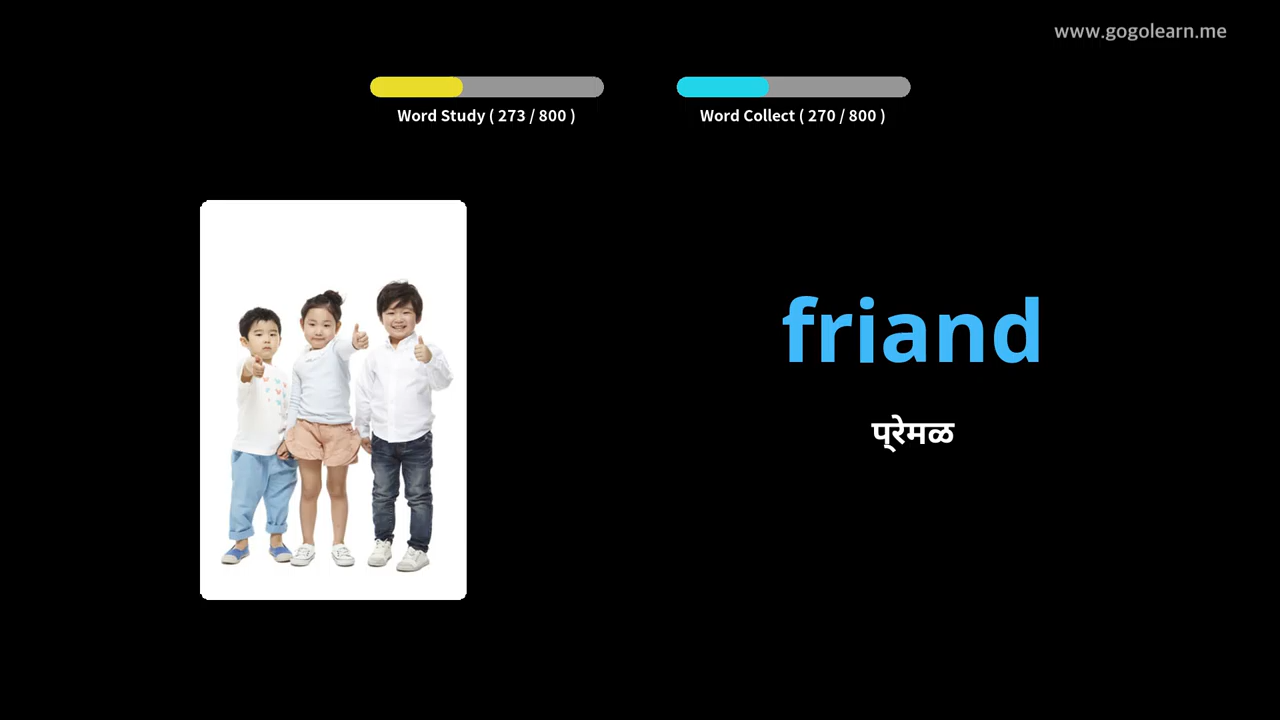 www.gogolearn.me
Word Study ( 273 / 800 )
Word Collect ( 270 / 800 )
friand
प्रेमळ